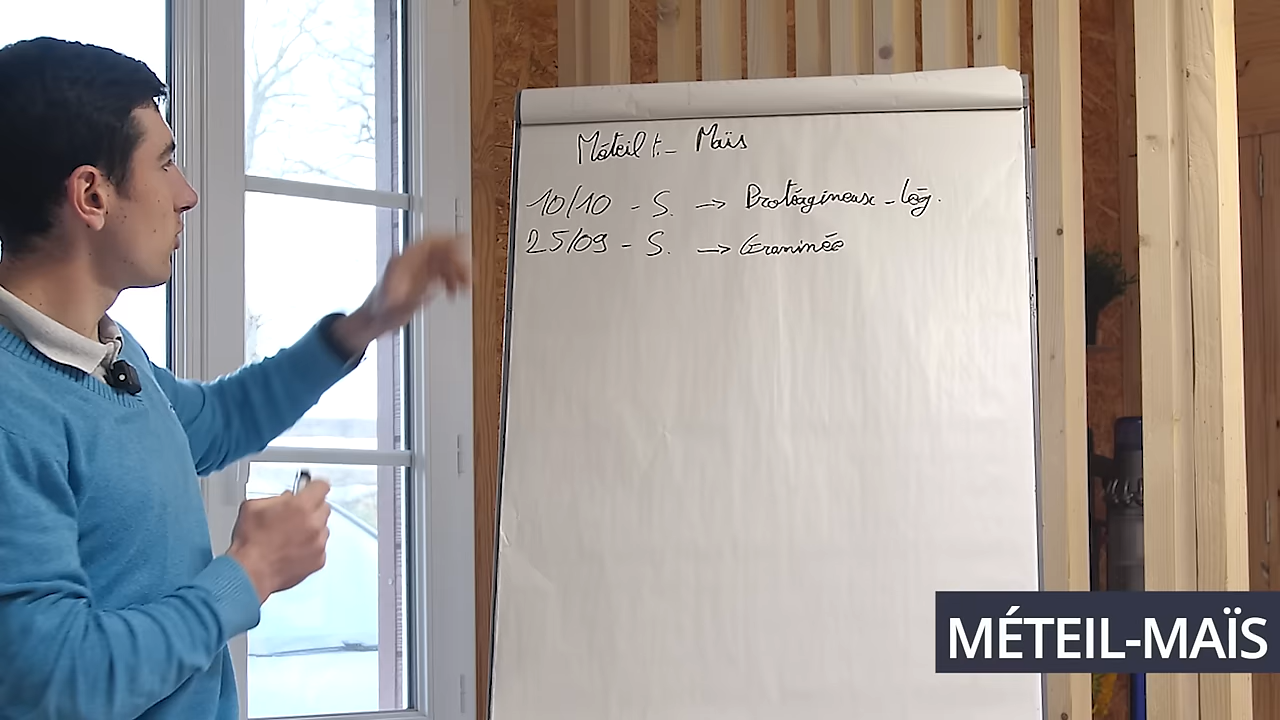 Méteil t.- Maïs
10/10 - S. → Protéagineux - lég.
25/09 - S. → Graminée
MÉTEIL-MAÏS